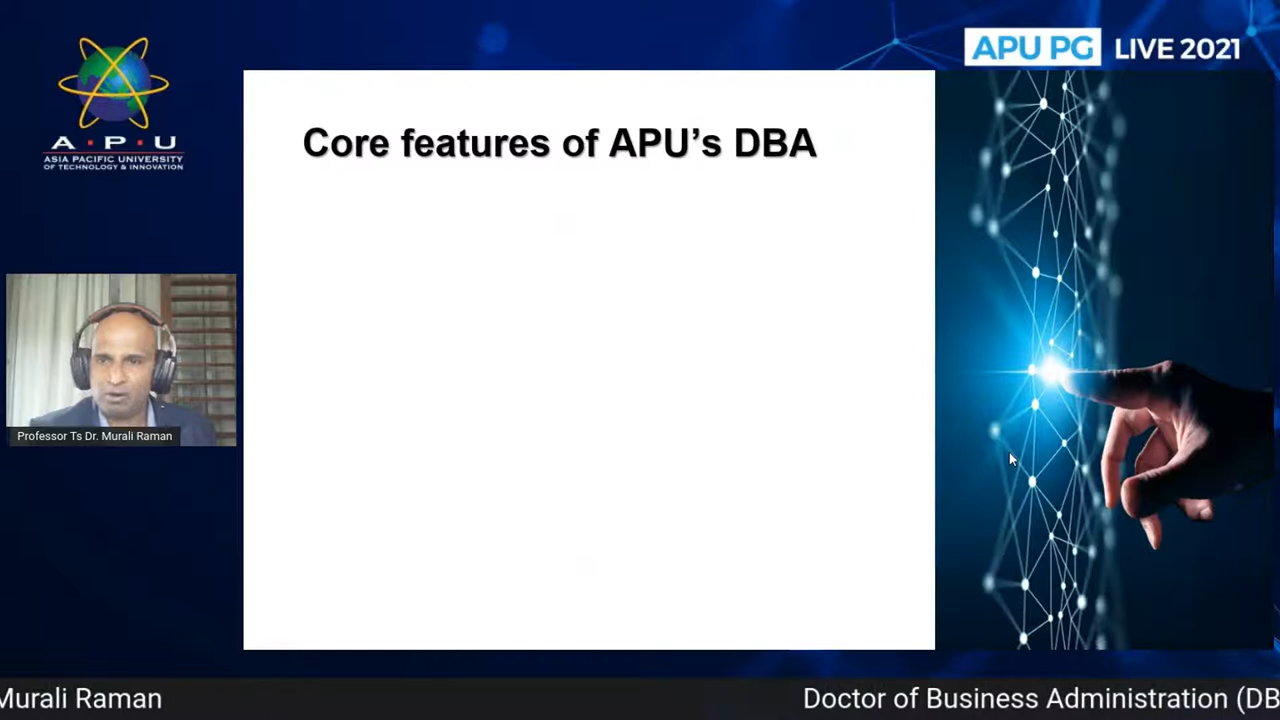 A·P·U
ASIA PACIFIC UNIVERSITY
OF TECHNOLOGY & INNOVATION
APU PG LIVE 2021
Core features of APU’s DBA
Professor Ts Dr. Murali Raman
Murali Raman
Doctor of Business Administration (DB